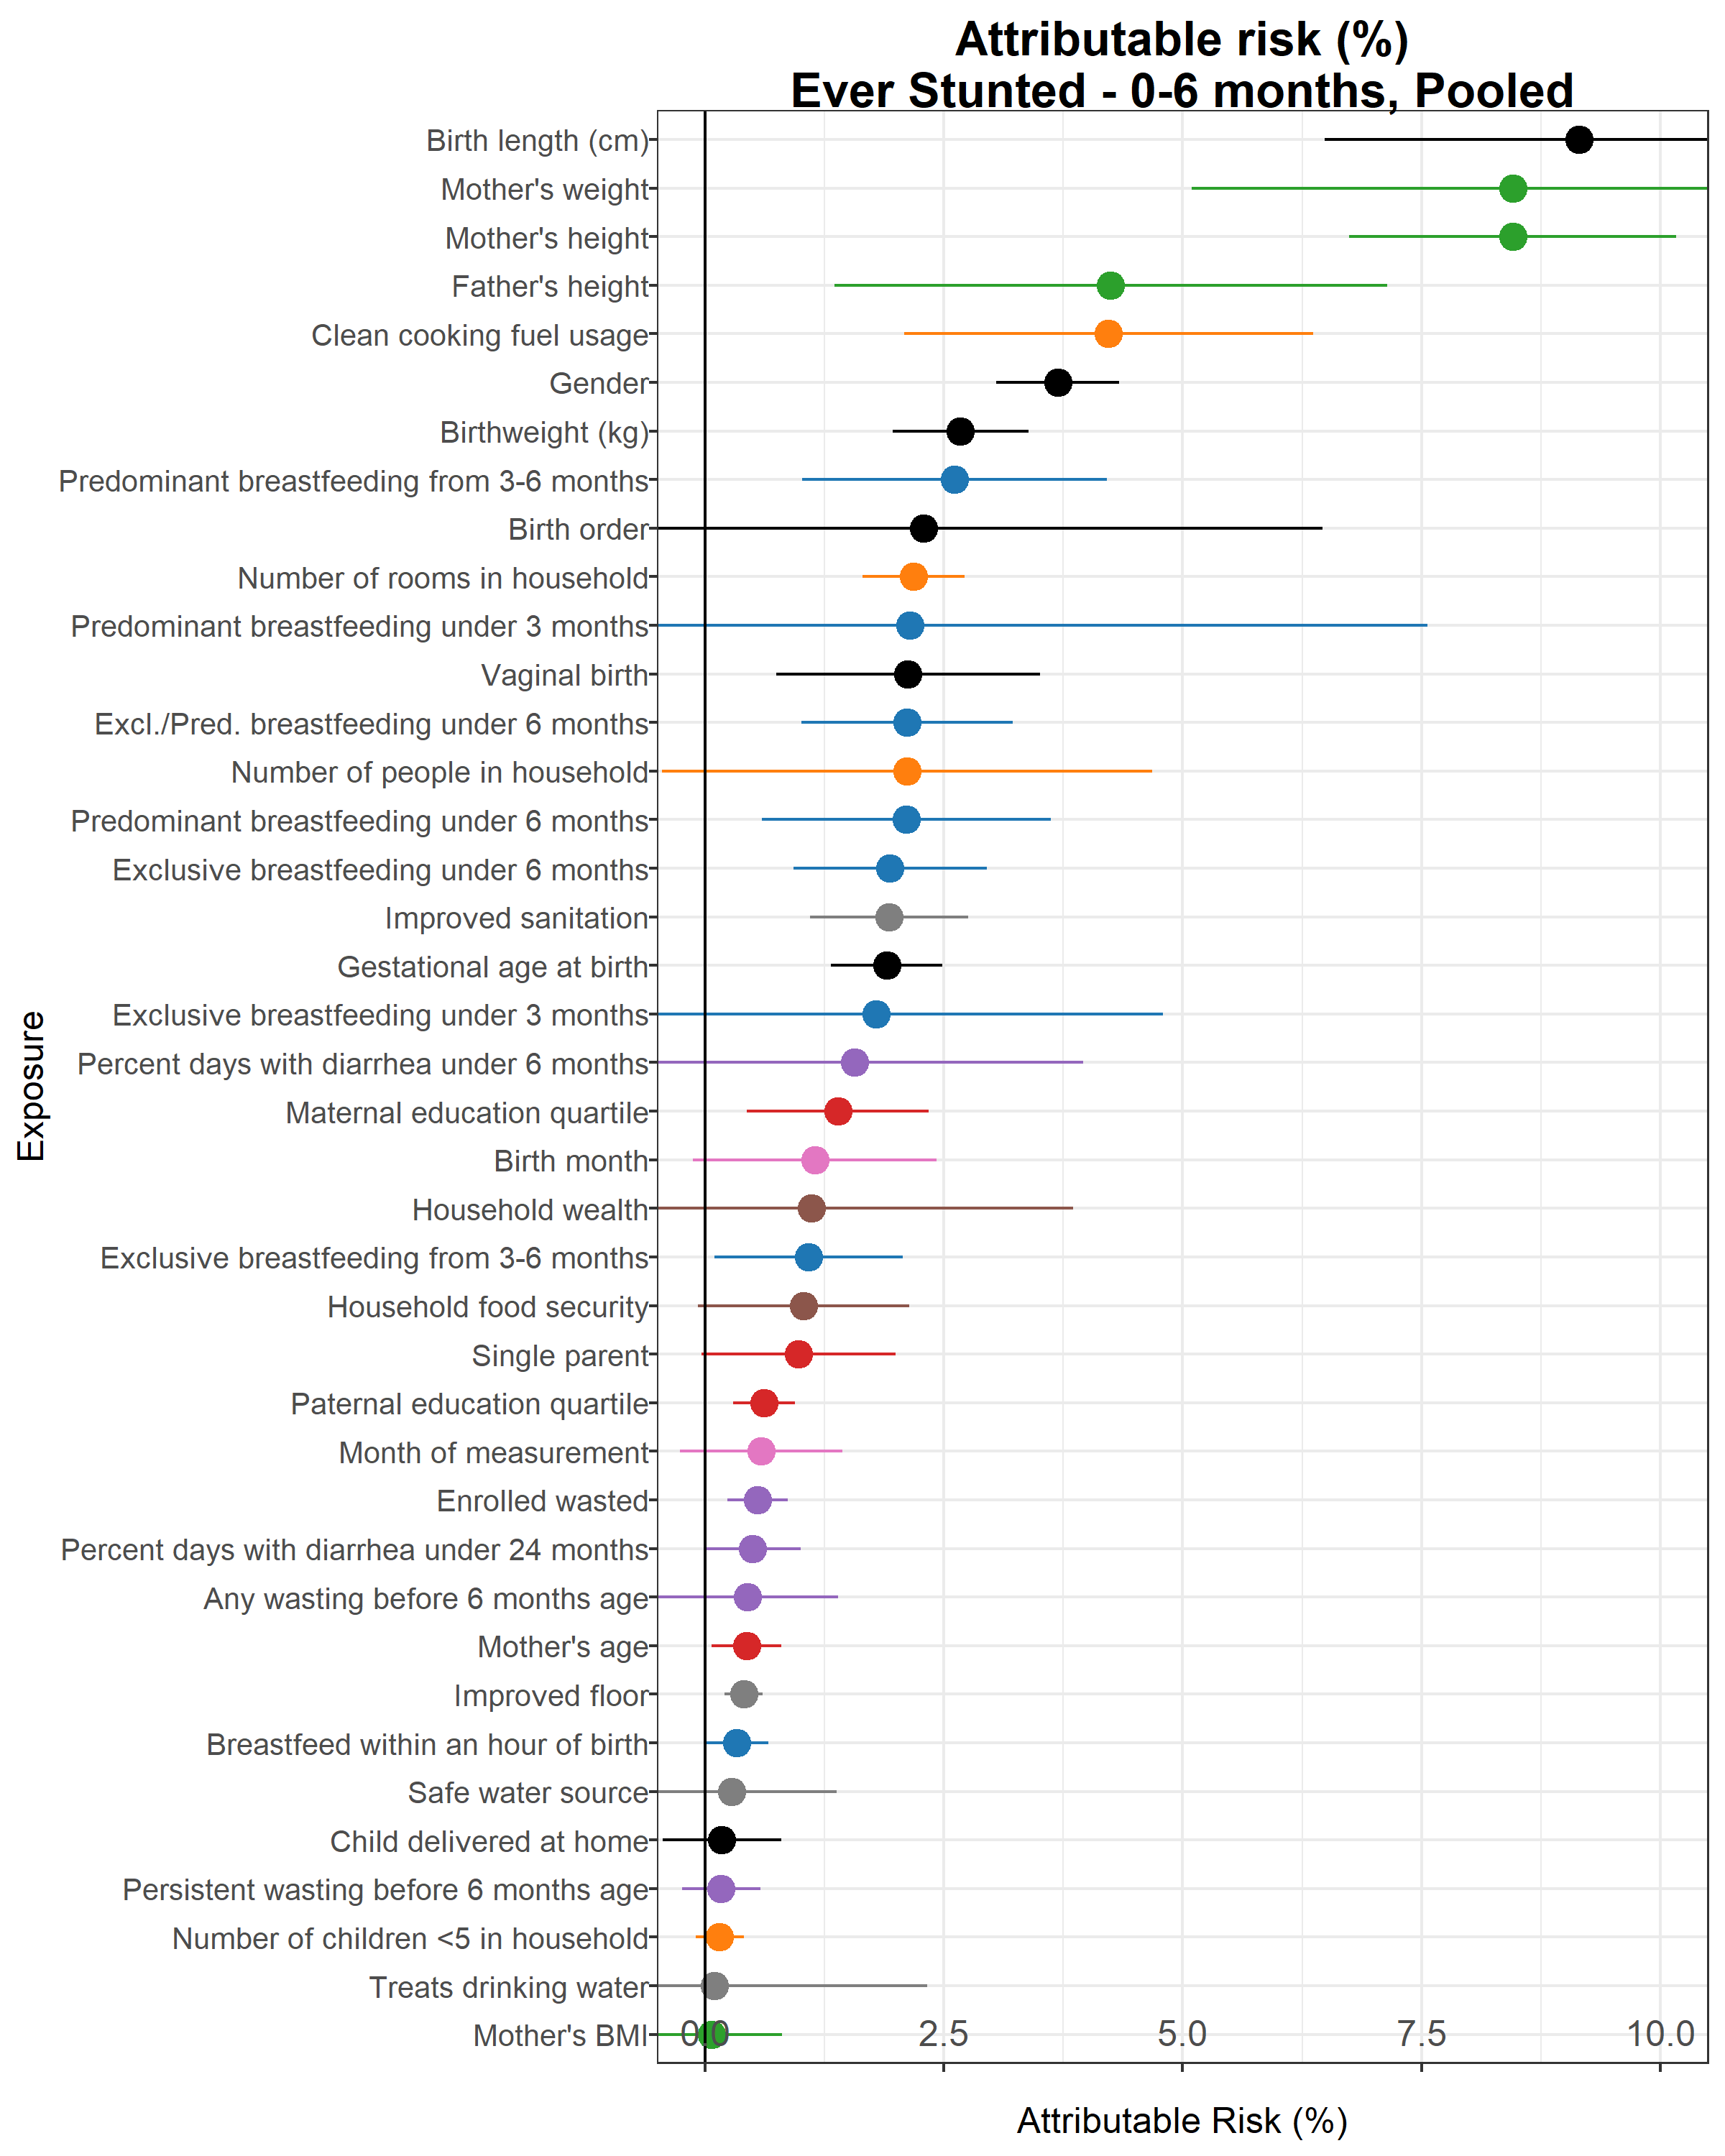 Attributable risk (%)
Ever Stunted - 0-6 months, Pooled
Birth length (cm)
Mother's weight
Mother's height
Father's height
Clean cooking fuel usage
Gender
Birthweight (kg)
Predominant breastfeeding from 3-6 months
Birth order
Number of rooms in household
Predominant breastfeeding under 3 months
Vaginal birth
Excl./Pred. breastfeeding under 6 months
Number of people in household
Predominant breastfeeding under 6 months
Exclusive breastfeeding under 6 months
Improved sanitation
Gestational age at birth
Exclusive breastfeeding under 3 months
Percent days with diarrhea under 6 months
Maternal education quartile
Birth month
Household wealth
Exclusive breastfeeding from 3-6 months
Household food security
Single parent
Paternal education quartile
Month of measurement
Enrolled wasted
Percent days with diarrhea under 24 months
Any wasting before 6 months age
Mother's age
Improved floor
Breastfeed within an hour of birth
Safe water source
Child delivered at home
Persistent wasting before 6 months age
Number of children <5 in household
Treats drinking water
Mother's BMI
Exposure
0.0 2.5 5.0 7.5 10.0
Attributable Risk (%)